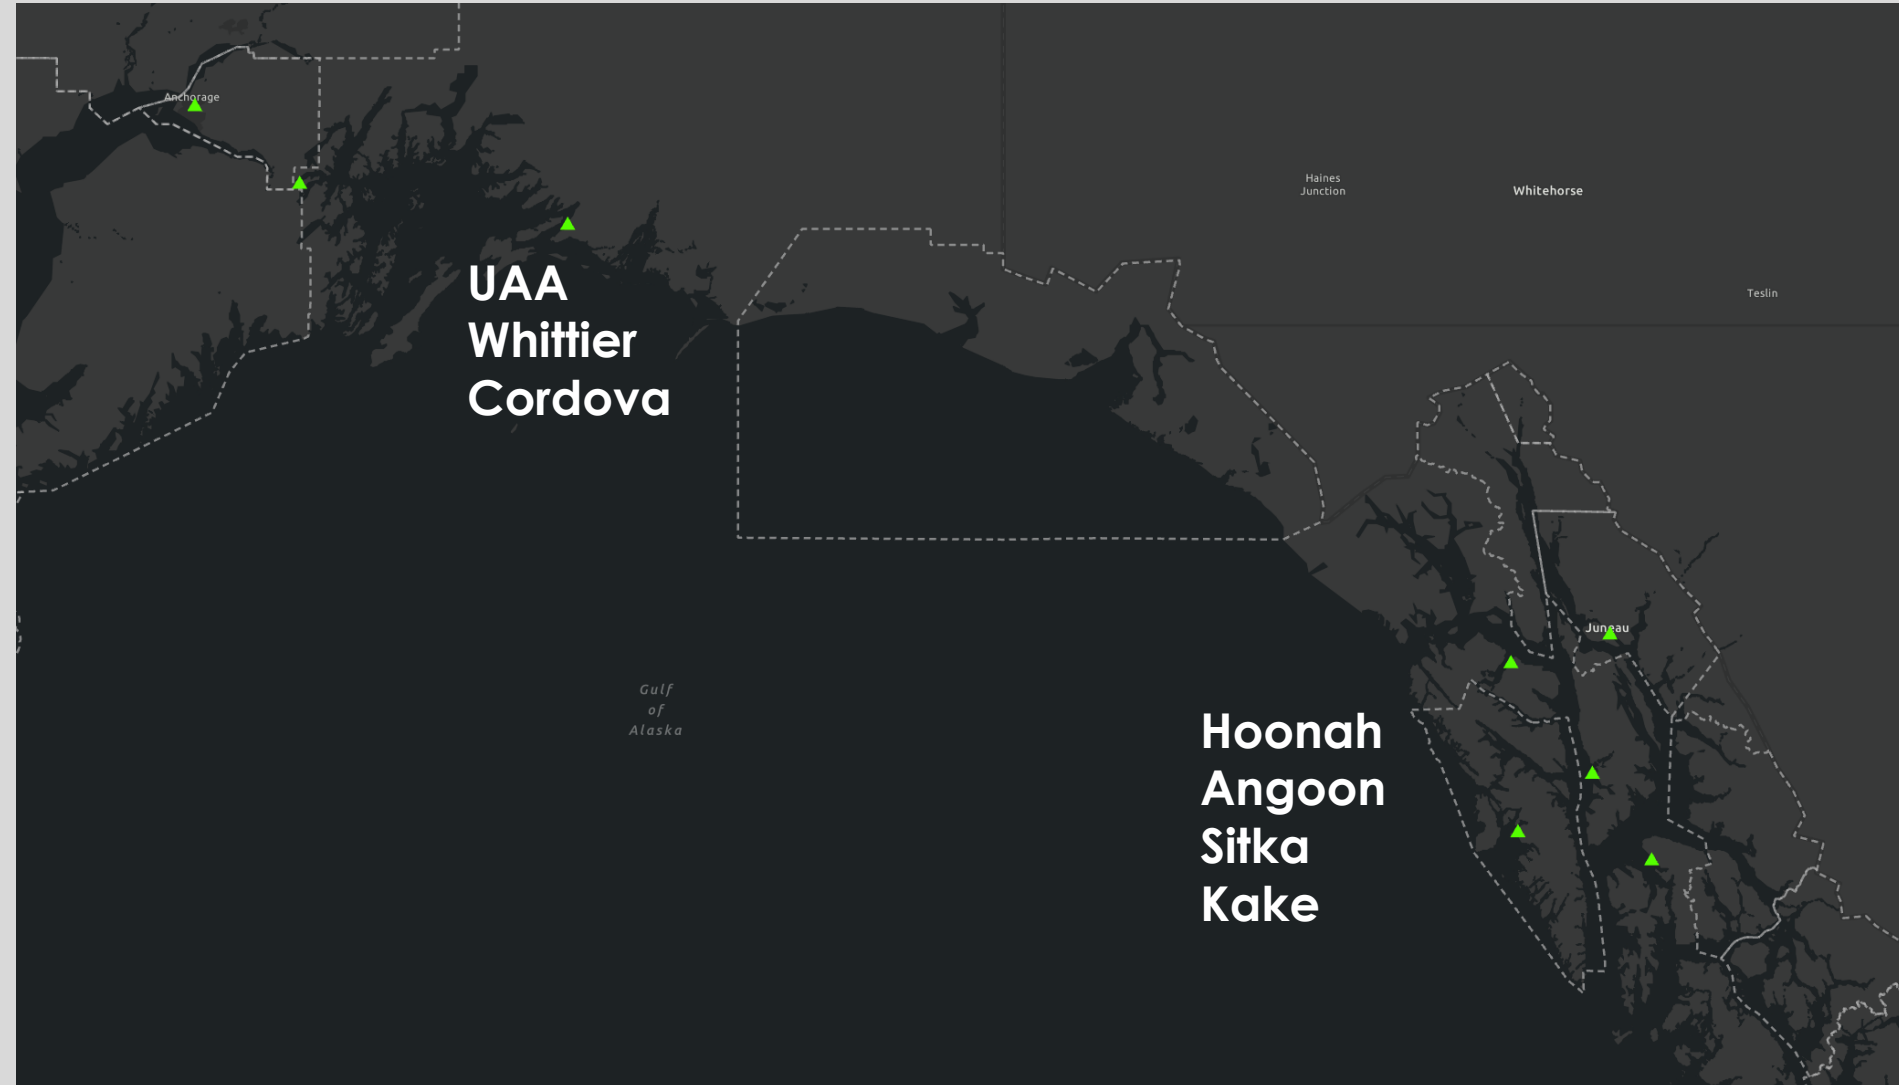 Anchorage
Haines
Junction
Whitehorse
UAA
Whittier
Cordova
Teslin
Juneau
Gulf
of
Alaska
Hoonah
Angoon
Sitka
Kake